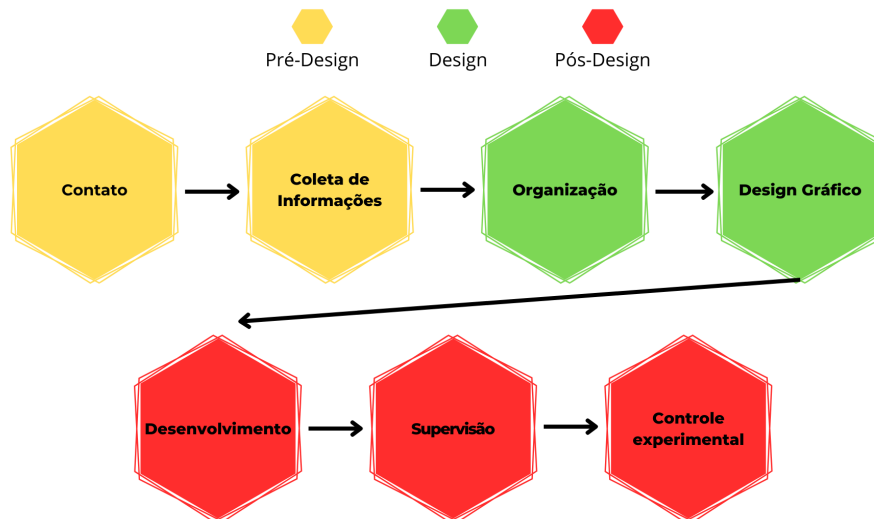 Pré-Design
Design
Pós-Design
Contato
Coleta de
Informações
Organização
Design Gráfico
Desenvolvimento
Supervisão
Controle
experimental